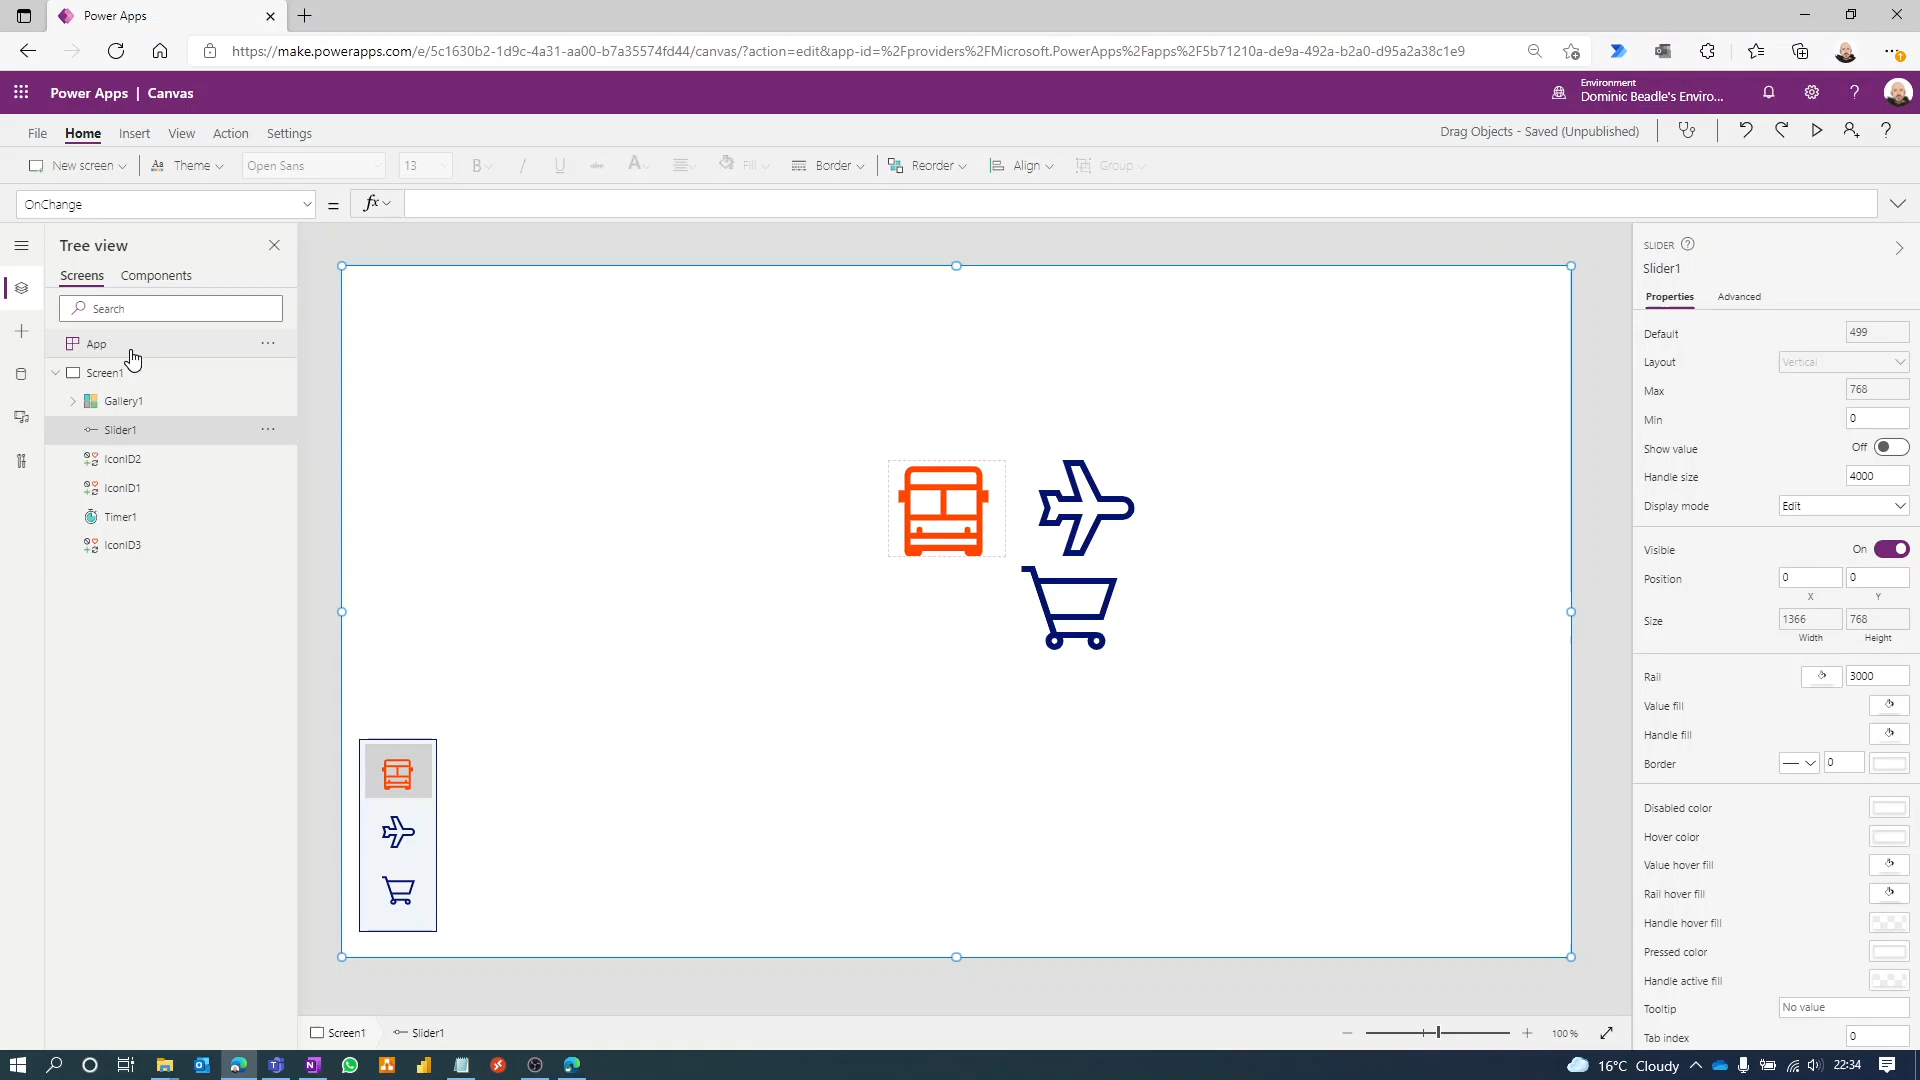 Power Apps
https://make.powerapps.com/e/5c1630b2-1d9c-4a31-aa00-b7a35574fd44/canvas/?action=edit&app-id=%2Fproviders%2FMicrosoft.PowerApps%2Fapps%2F5b71210a-de9a-492a-b2a0-d95a2a38c1e9
Power Apps | Canvas
Environment
Dominic Beadle's Enviro...
File Home Insert View Action Settings
Drag Objects - Saved (Unpublished)
New screen Theme Open Sans 13 B I U abc A Fill Border Reorder Align Group
OnChange = fx
Tree view
Screens Components
Search
App
Screen1
Gallery1
Slider1
IconID2
IconID1
Timer1
IconID3
SLIDER
Slider1
Properties Advanced
Default 499
Layout Vertical
Max 768
Min 0
Show value Off
Handle size 4000
Display mode Edit
Visible On
Position 0 0
X Y
Size 1366 768
Width Height
Rail 3000
Value fill
Handle fill
Border 0
Disabled color
Hover color
Value hover fill
Rail hover fill
Handle hover fill
Pressed color
Handle active fill
Tooltip No value
Tab index 0
Screen1 Slider1
100 %
16°C Cloudy 22:34